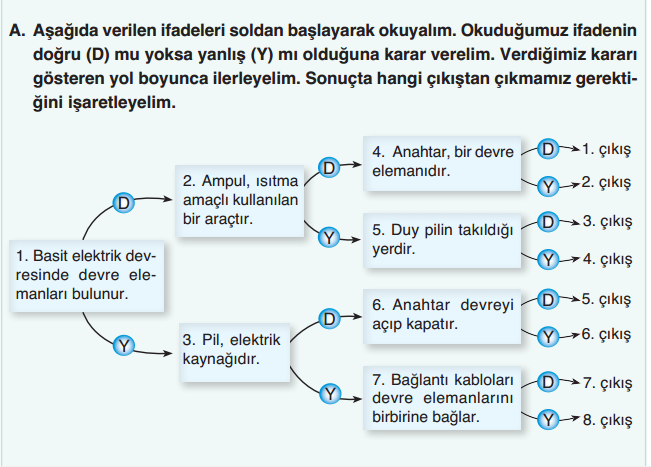 A. Aşağıda verilen ifadeleri soldan başlayarak okuyalım. Okuduğumuz ifadenin
doğru (D) mu yoksa yanlış (Y) mı olduğuna karar verelim. Verdiğimiz kararı
gösteren yol boyunca ilerleyelim. Sonuçta hangi çıkıştan çıkmamız gerekti-
ğini işaretleyelim.
1. Basit elektrik dev-
resinde devre ele-
manları bulunur.
D
Y
2. Ampul, ısıtma
amaçlı kullanılan
bir araçtır.
D
Y
3. Pil, elektrik
kaynağıdır.
D
Y
4. Anahtar, bir devre
elemanıdır.
D 1. çıkış
Y 2. çıkış
5. Duy pilin takıldığı
yerdir.
D 3. çıkış
Y 4. çıkış
6. Anahtar devreyi
açıp kapatır.
D 5. çıkış
Y 6. çıkış
7. Bağlantı kabloları
devre elemanlarını
birbirine bağlar.
D 7. çıkış
Y 8. çıkış